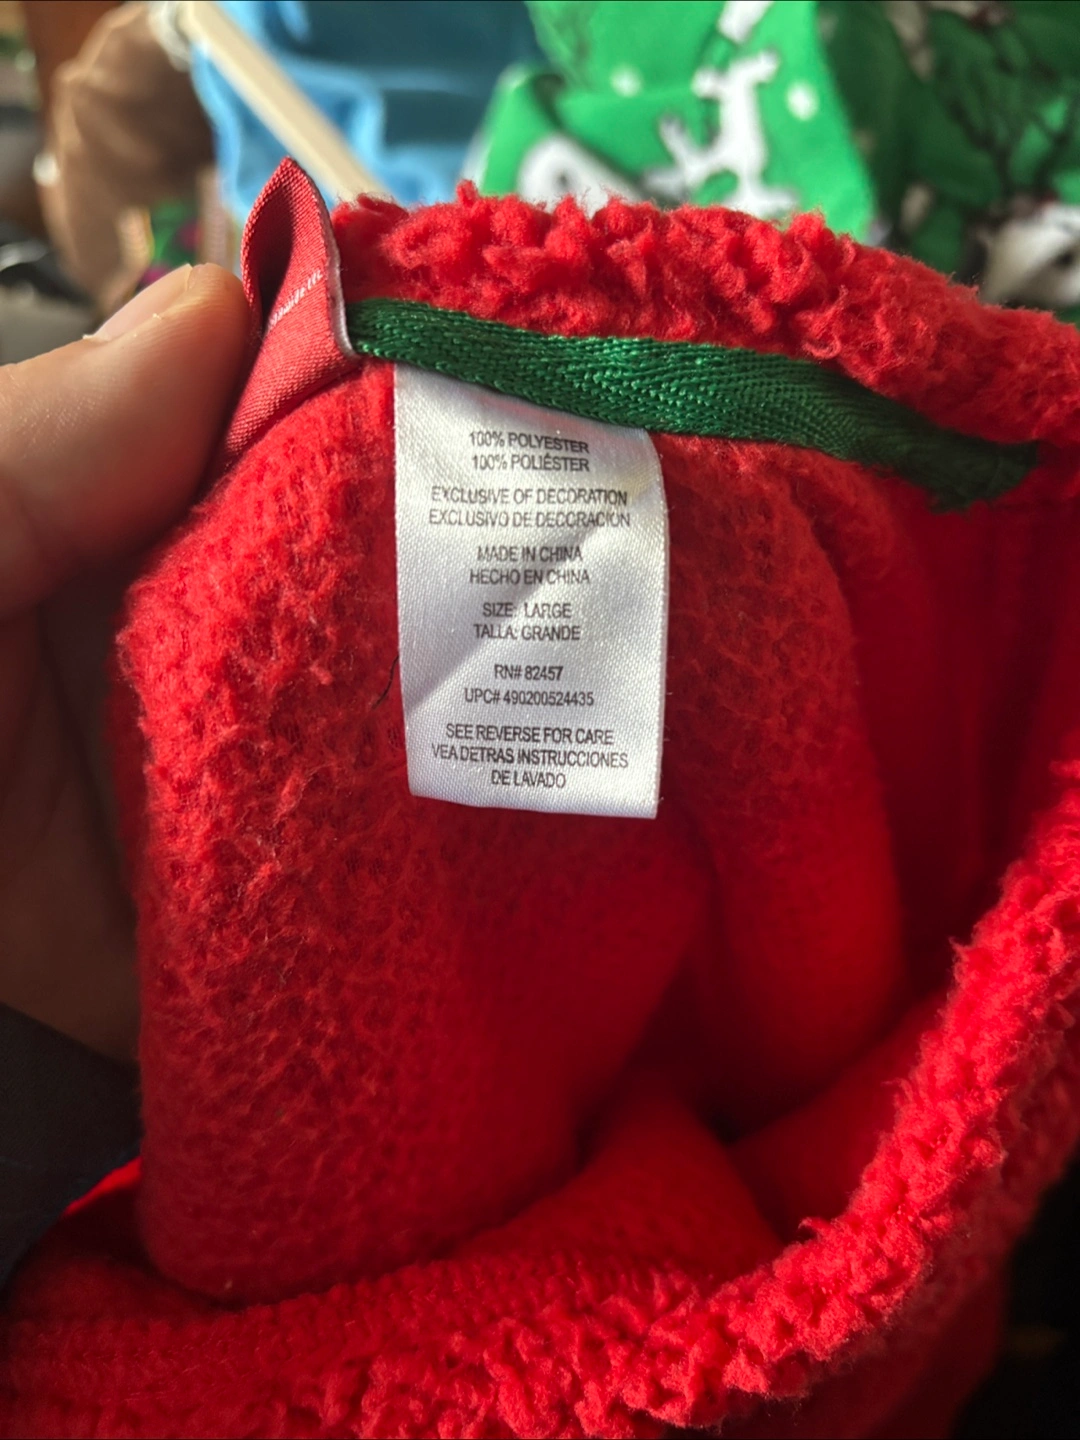 100% POLYESTER
100% POLIÉSTER
EXCLUSIVE OF DECORATION
EXCLUSIVO DE DECORACIÓN
MADE IN CHINA
HECHO EN CHINA
SIZE: LARGE
TALLA: GRANDE
RN# 82457
UPC# 490200524435
SEE REVERSE FOR CARE
VEA DETRAS INSTRUCCIONES
DE LAVADO